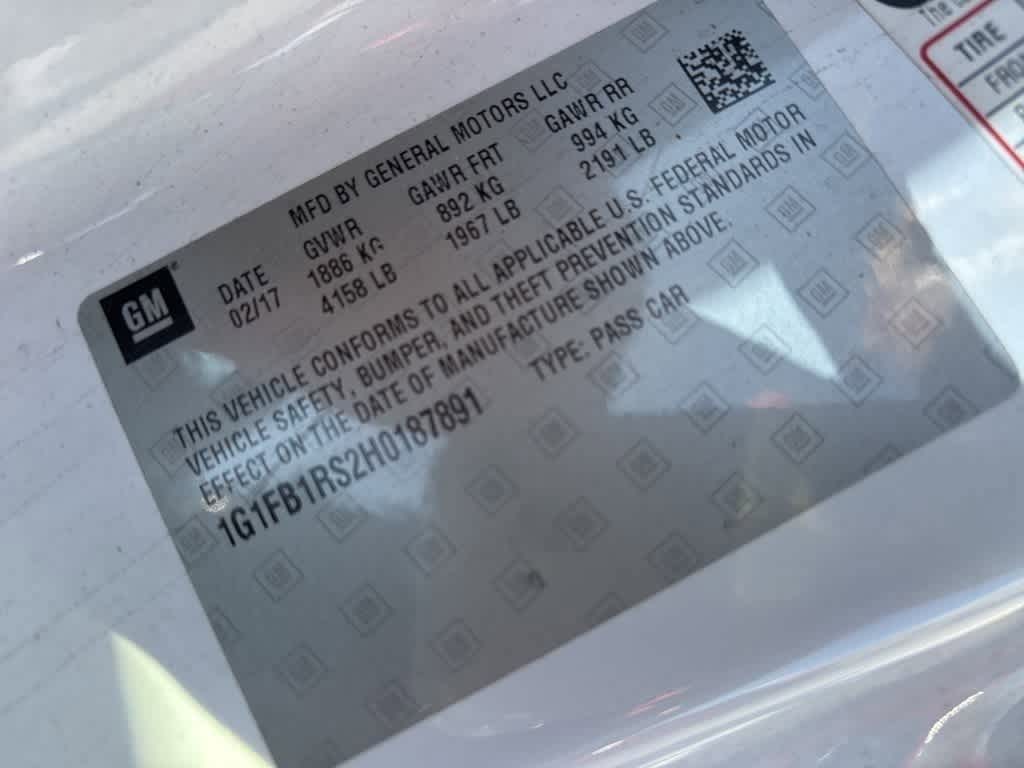 MFD BY GENERAL MOTORS LLC
GM
DATE GVWR GAWR FRT GAWR RR
02/17 1886 KG 892 KG 994 KG
4158 LB 1967 LB 2191 LB
THIS VEHICLE CONFORMS TO ALL APPLICABLE U.S. FEDERAL MOTOR
VEHICLE SAFETY, BUMPER, AND THEFT PREVENTION STANDARDS IN
EFFECT ON THE DATE OF MANUFACTURE SHOWN ABOVE.
1G1FB1RS2H0187891 TYPE: PASS CAR
The
TIRE